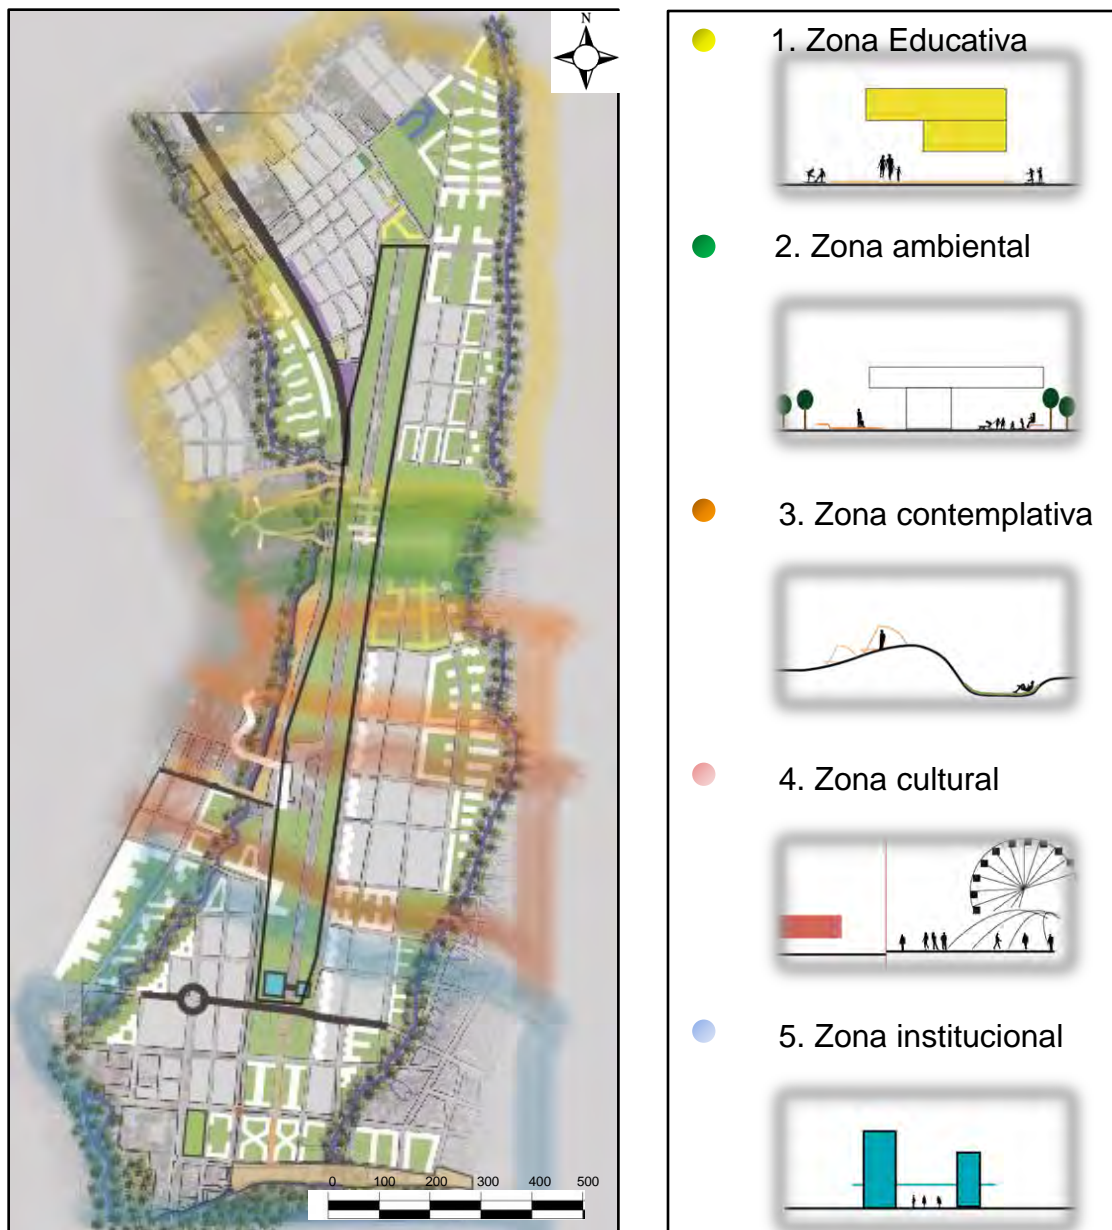 N
1. Zona Educativa
2. Zona ambiental
3. Zona contemplativa
4. Zona cultural
5. Zona institucional
0 100 200 300 400 500